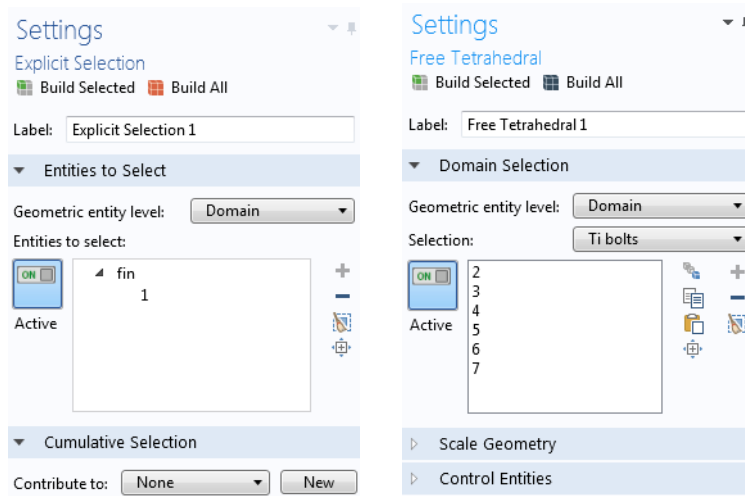 Settings
Explicit Selection
Build Selected Build All
Label: Explicit Selection 1
Entities to Select
Geometric entity level: Domain
Entities to select:
ON
fin
1
Active
Cumulative Selection
Contribute to: None New
Settings
Free Tetrahedral
Build Selected Build All
Label: Free Tetrahedral 1
Domain Selection
Geometric entity level: Domain
Selection: Ti bolts
ON
2
3
4
Active
5
6
7
Scale Geometry
Control Entities